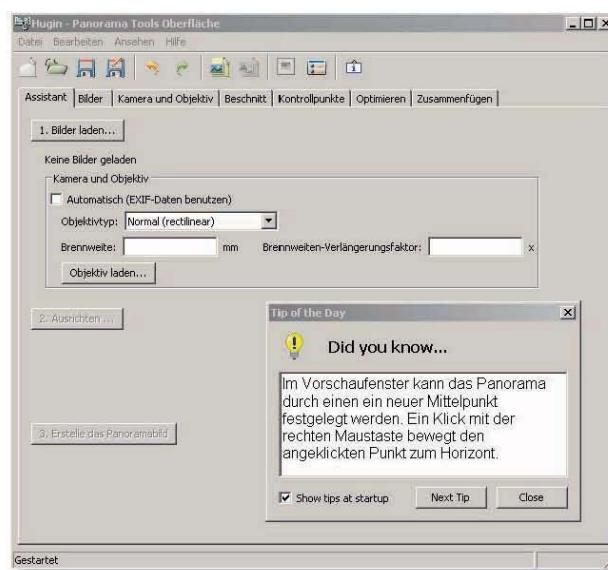 Hugin - Panorama Tools Oberfläche
Datei Bearbeiten Ansehen Hilfe
Assistant Bilder Kamera und Objektiv Beschnitt Kontrollpunkte Optimieren Zusammenfügen
1. Bilder laden...
Keine Bilder geladen
Kamera und Objektiv
Automatisch (EXIF-Daten benutzen)
Objektivtyp: Normal (rectilinear)
Brennweite: mm Brennweiten-Verlängerungsfaktor: x
Objektiv laden...
2. Ausrichten ...
Tip of the Day
Did you know...
Im Vorschaufenster kann das Panorama
durch einen ein neuer Mittelpunkt
festgelegt werden. Ein Klick mit der
rechten Maustaste bewegt den
angeklickten Punkt zum Horizont.
3. Erstelle das Panoramabild
Show tips at startup Next Tip Close
Gestartet